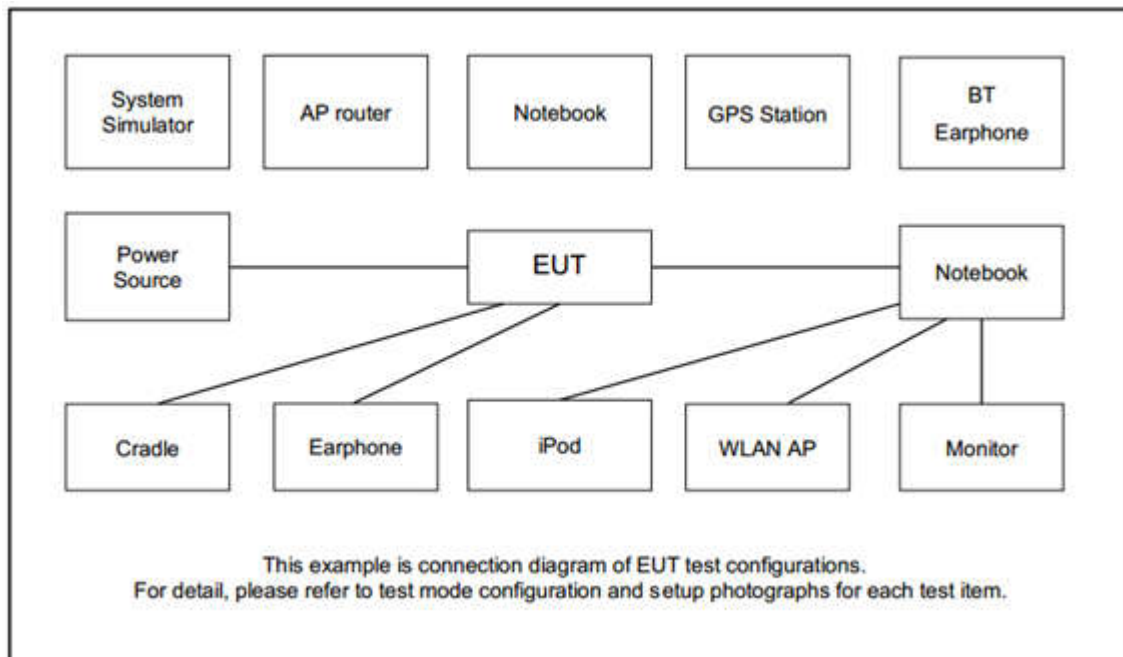 System
Simulator
AP router
Notebook
GPS Station
BT
Earphone
Power
Source
EUT
Notebook
Cradle
Earphone
iPod
WLAN AP
Monitor
This example is connection diagram of EUT test configurations.
For detail, please refer to test mode configuration and setup photographs for each test item.